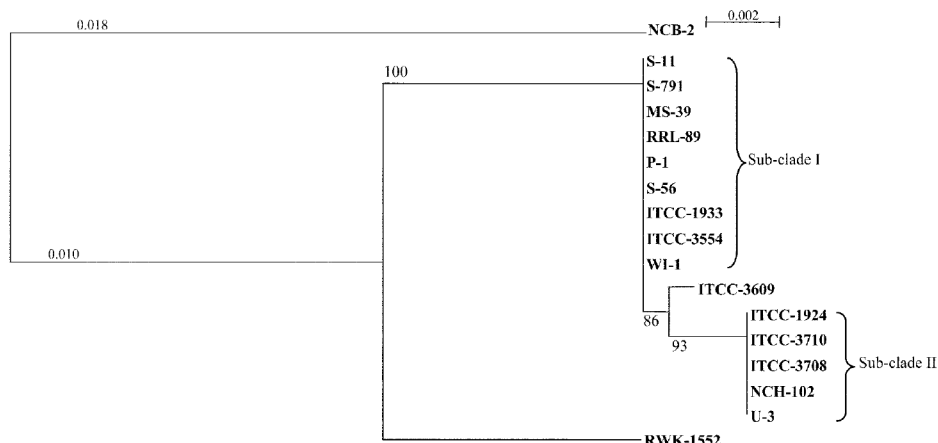 0.018
NCB-2
0.002
S-11
100
S-791
MS-39
RRL-89
P-1
Sub-clade I
S-56
ITCC-1933
ITCC-3554
0.010
WI-1
ITCC-3609
ITCC-1924
86
ITCC-3710
93
ITCC-3708
Sub-clade II
NCH-102
U-3
RWK-1552